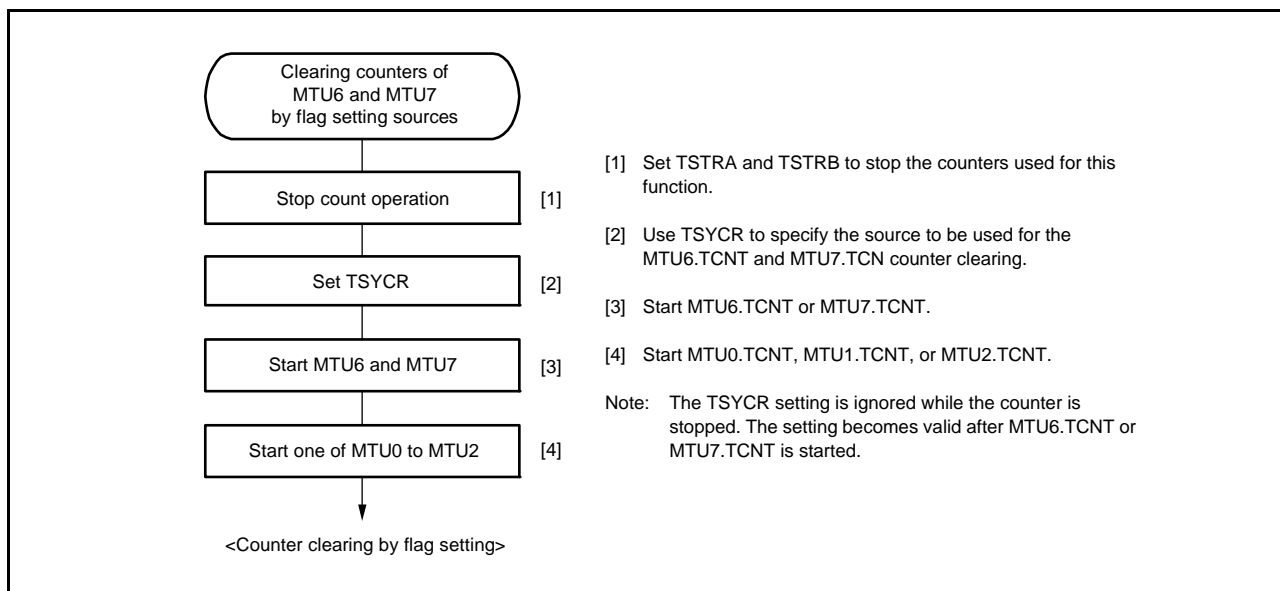 Clearing counters of
MTU6 and MTU7
by flag setting sources
Stop count operation [1]
Set TSYCR [2]
Start MTU6 and MTU7 [3]
Start one of MTU0 to MTU2 [4]
<Counter clearing by flag setting>
[1] Set TSTRA and TSTRB to stop the counters used for this
function.
[2] Use TSYCR to specify the source to be used for the
MTU6.TCNT and MTU7.TCN counter clearing.
[3] Start MTU6.TCNT or MTU7.TCNT.
[4] Start MTU0.TCNT, MTU1.TCNT, or MTU2.TCNT.
Note: The TSYCR setting is ignored while the counter is
stopped. The setting becomes valid after MTU6.TCNT or
MTU7.TCNT is started.